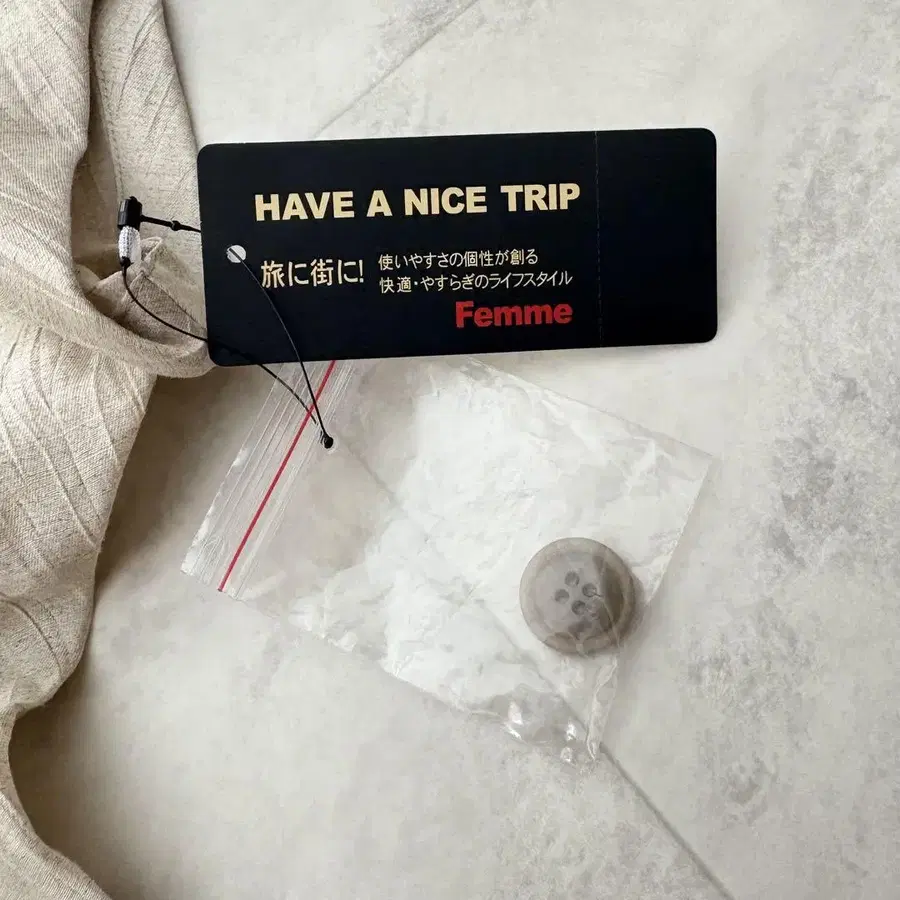 HAVE A NICE TRIP
旅に街に!
使いやすさの個性が創る
快適・やすらぎのライフスタイル
Femme